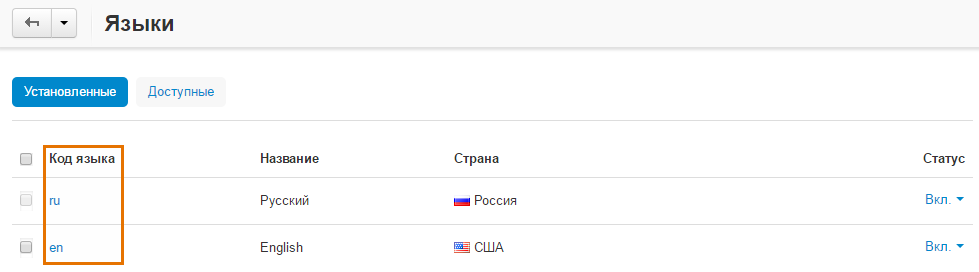 Языки
Установленные Доступные
Код языка Название Страна Статус
ru Русский Россия Вкл.
en English США Вкл.